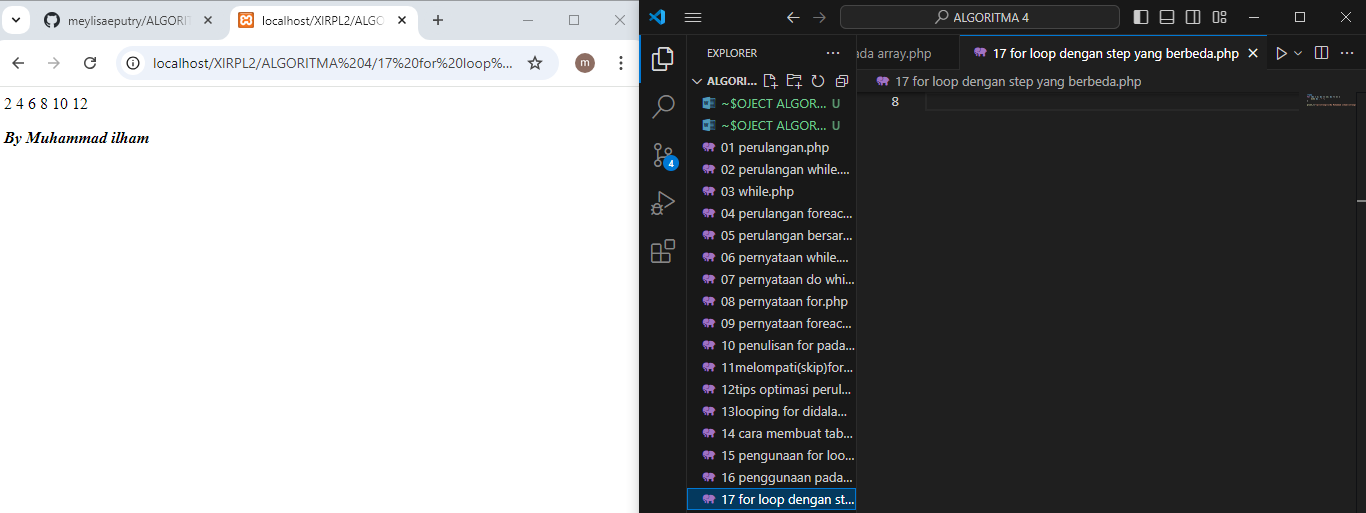 meylisaeputry/ALGORIT
localhost/XIRPL2/ALGO
localhost/XIRPL2/ALGORITMA%204/17%20for%20loop%...
m
2 4 6 8 10 12
By Muhammad ilham
ALGORITMA 4
EXPLORER
ada array.php
17 for loop dengan step yang berbeda.php
ALGORI...
17 for loop dengan step yang berbeda.php
8
~$OJECT ALGOR... U
~$OJECT ALGOR... U
01 perulangan.php
02 perulangan while....
03 while.php
04 perulangan foreac...
05 perulangan bersar...
06 pernyataan while....
07 pernyataan do whi...
08 pernyataan for.php
09 pernyataan foreac...
10 penulisan for pada...
11melompati(skip)for...
12tips optimasi perul...
13looping for didala...
14 cara membuat tab...
15 pengunaan for loo...
16 penggunaan pada...
17 for loop dengan st...
4